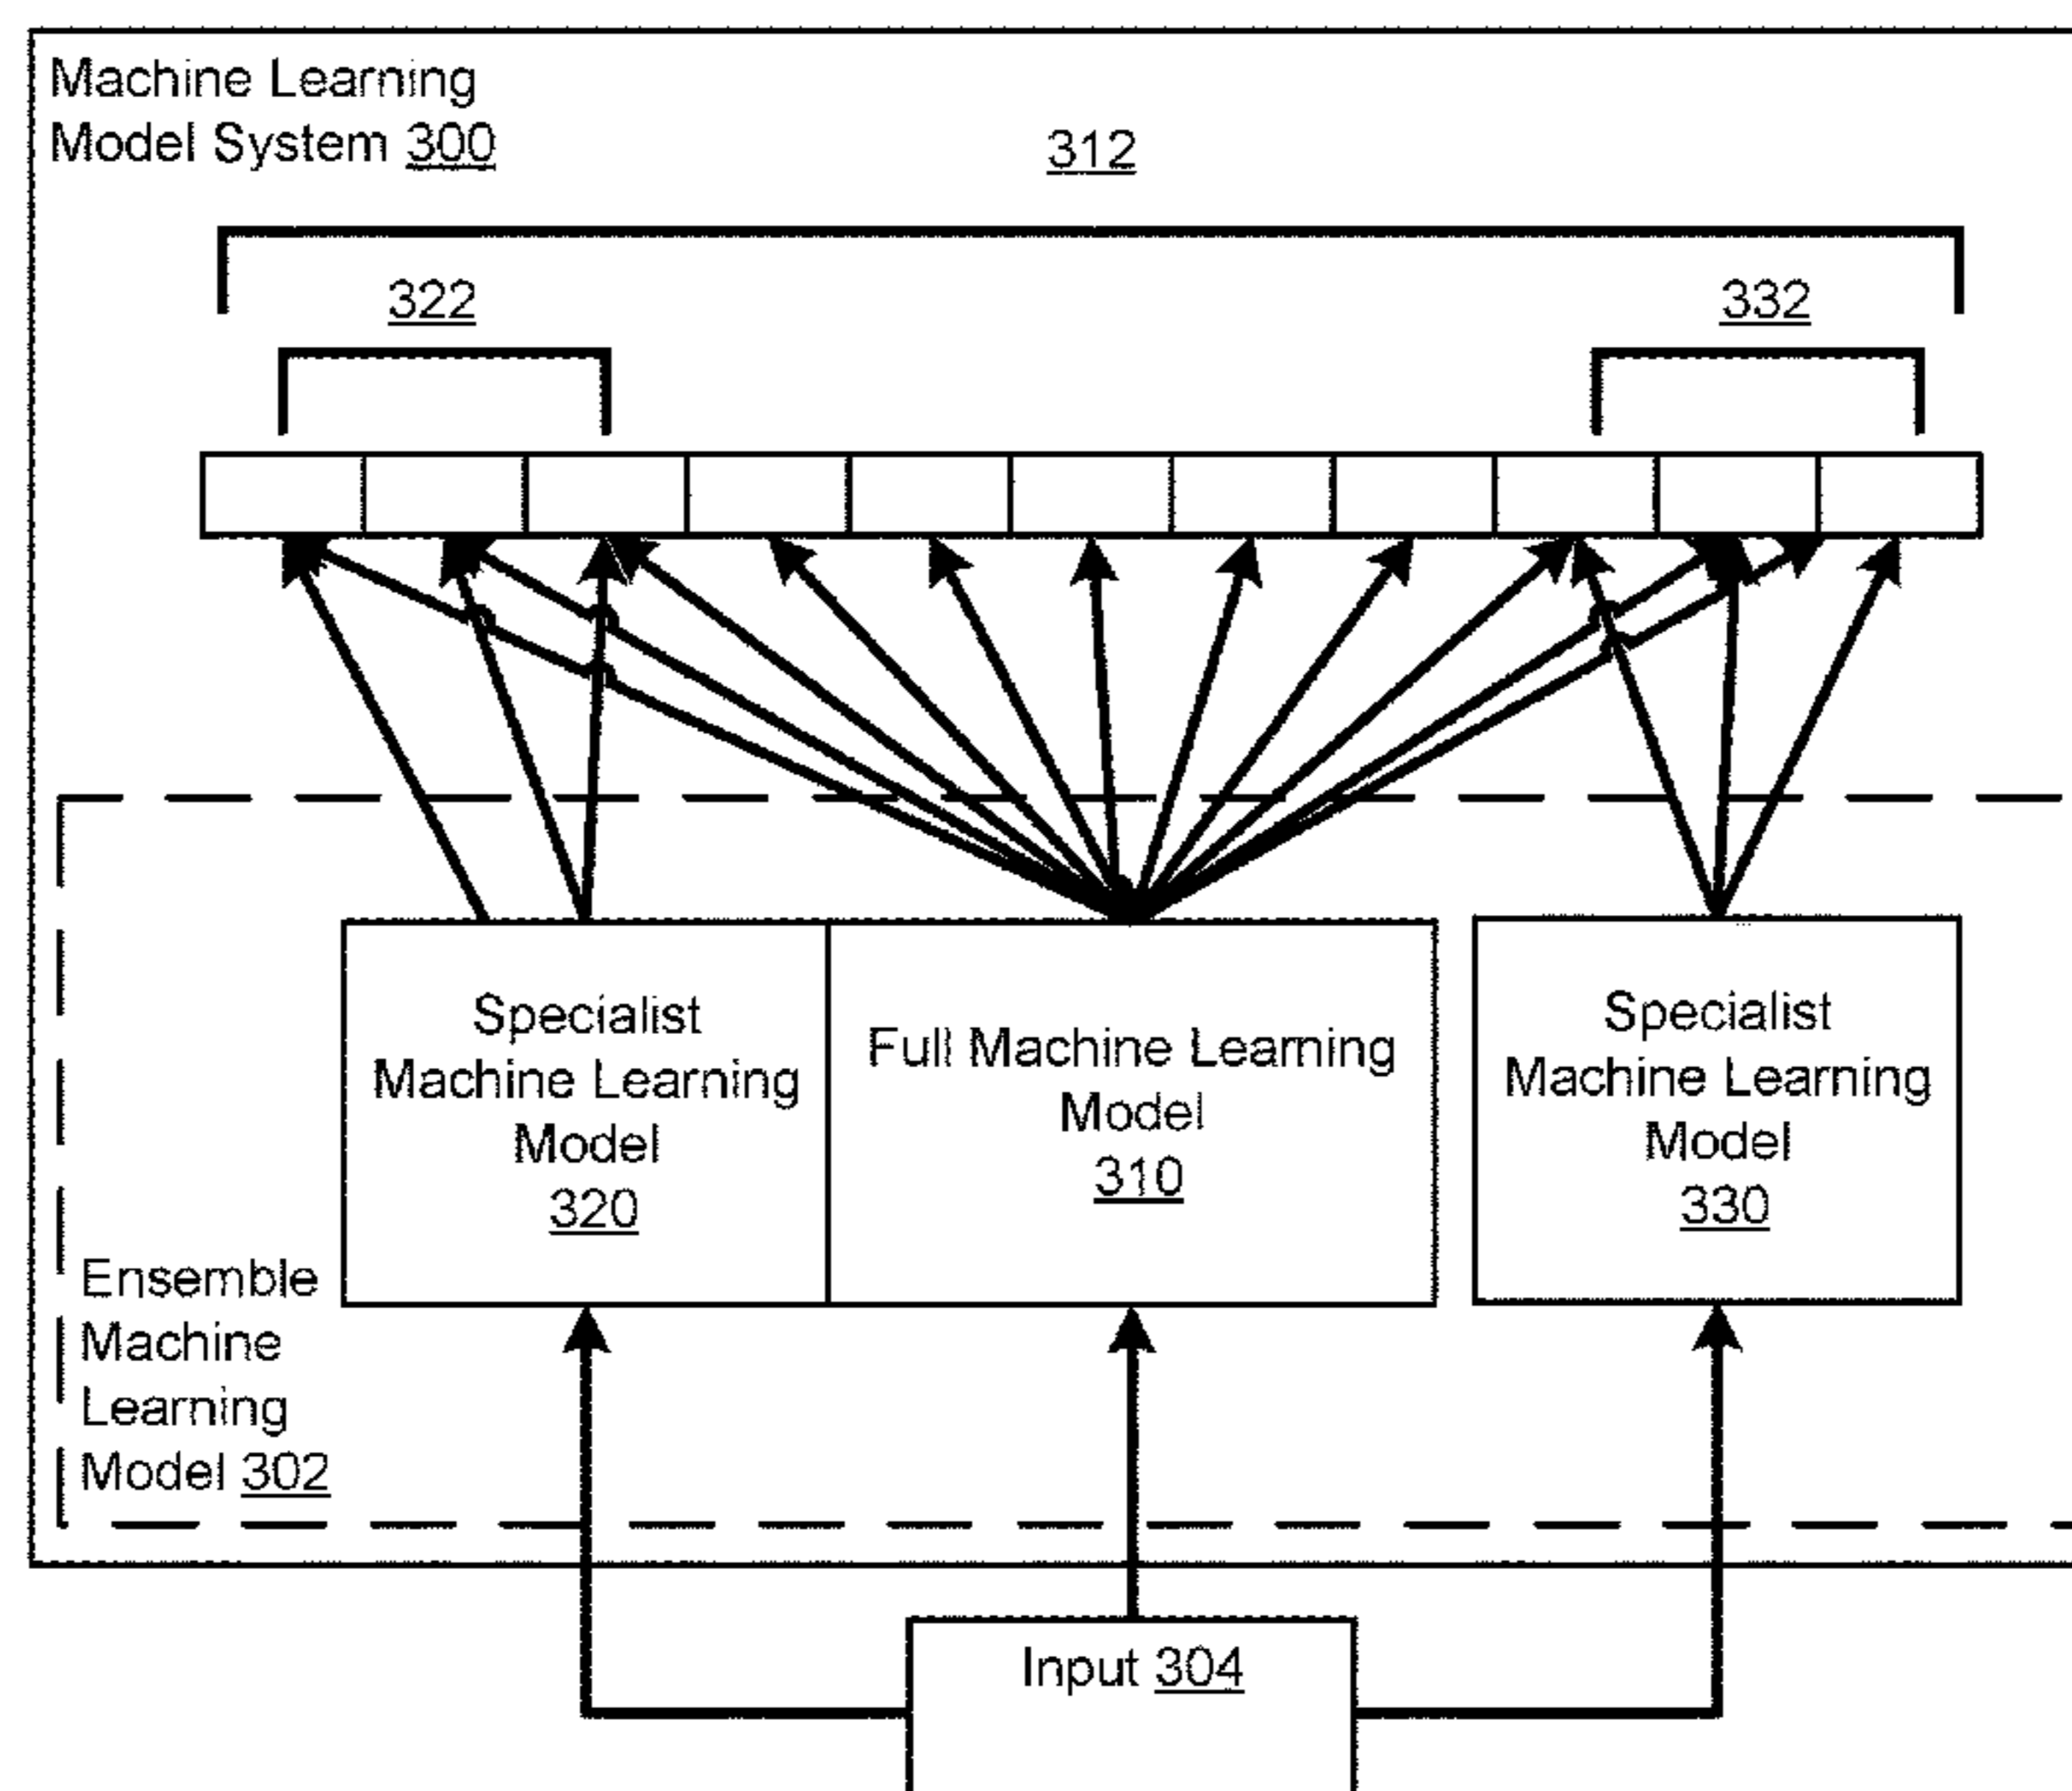 Machine Learning
Model System 300
312
322
332
Specialist
Machine Learning
Model
320
Full Machine Learning
Model
310
Specialist
Machine Learning
Model
330
Ensemble
Machine
Learning
Model 302
Input 304